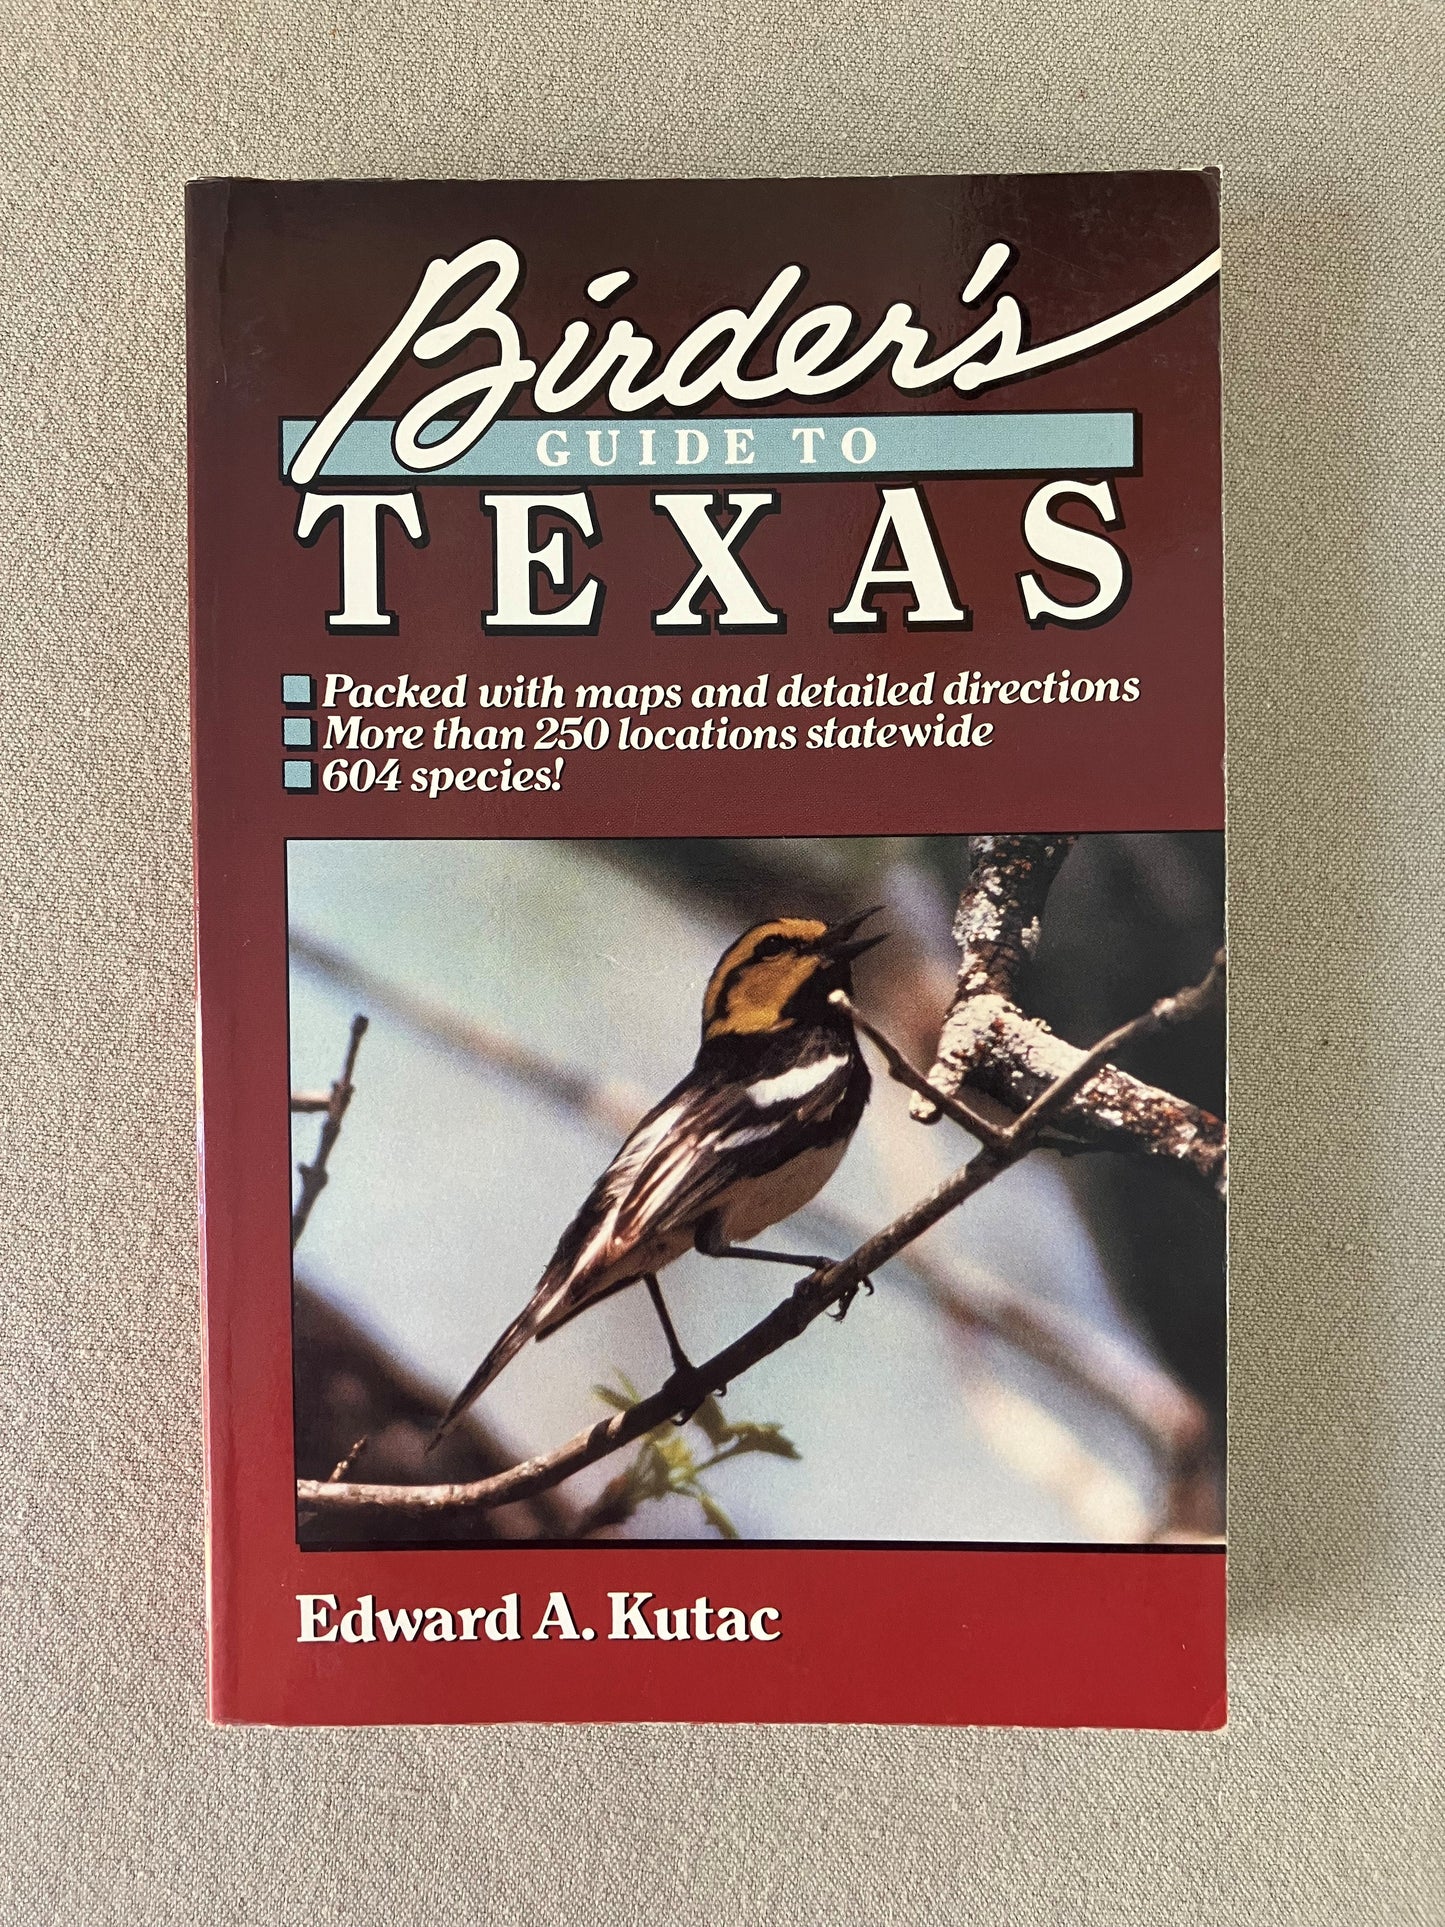 Birder's
GUIDE TO
TEXAS
Packed with maps and detailed directions
More than 250 locations statewide
604 species!
Edward A. Kutac